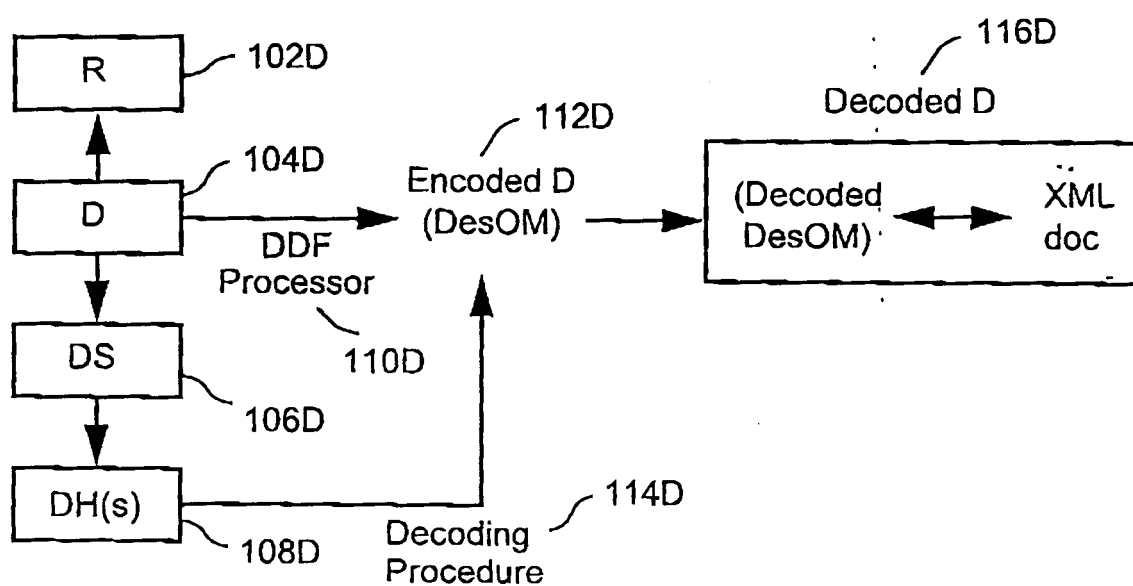 R
102D
116D
Decoded D
112D
104D
D
Encoded D
(DesOM)
(Decoded
DesOM)
XML
doc
DDF
Processor
110D
DS
106D
DH(s)
108D
114D
Decoding
Procedure